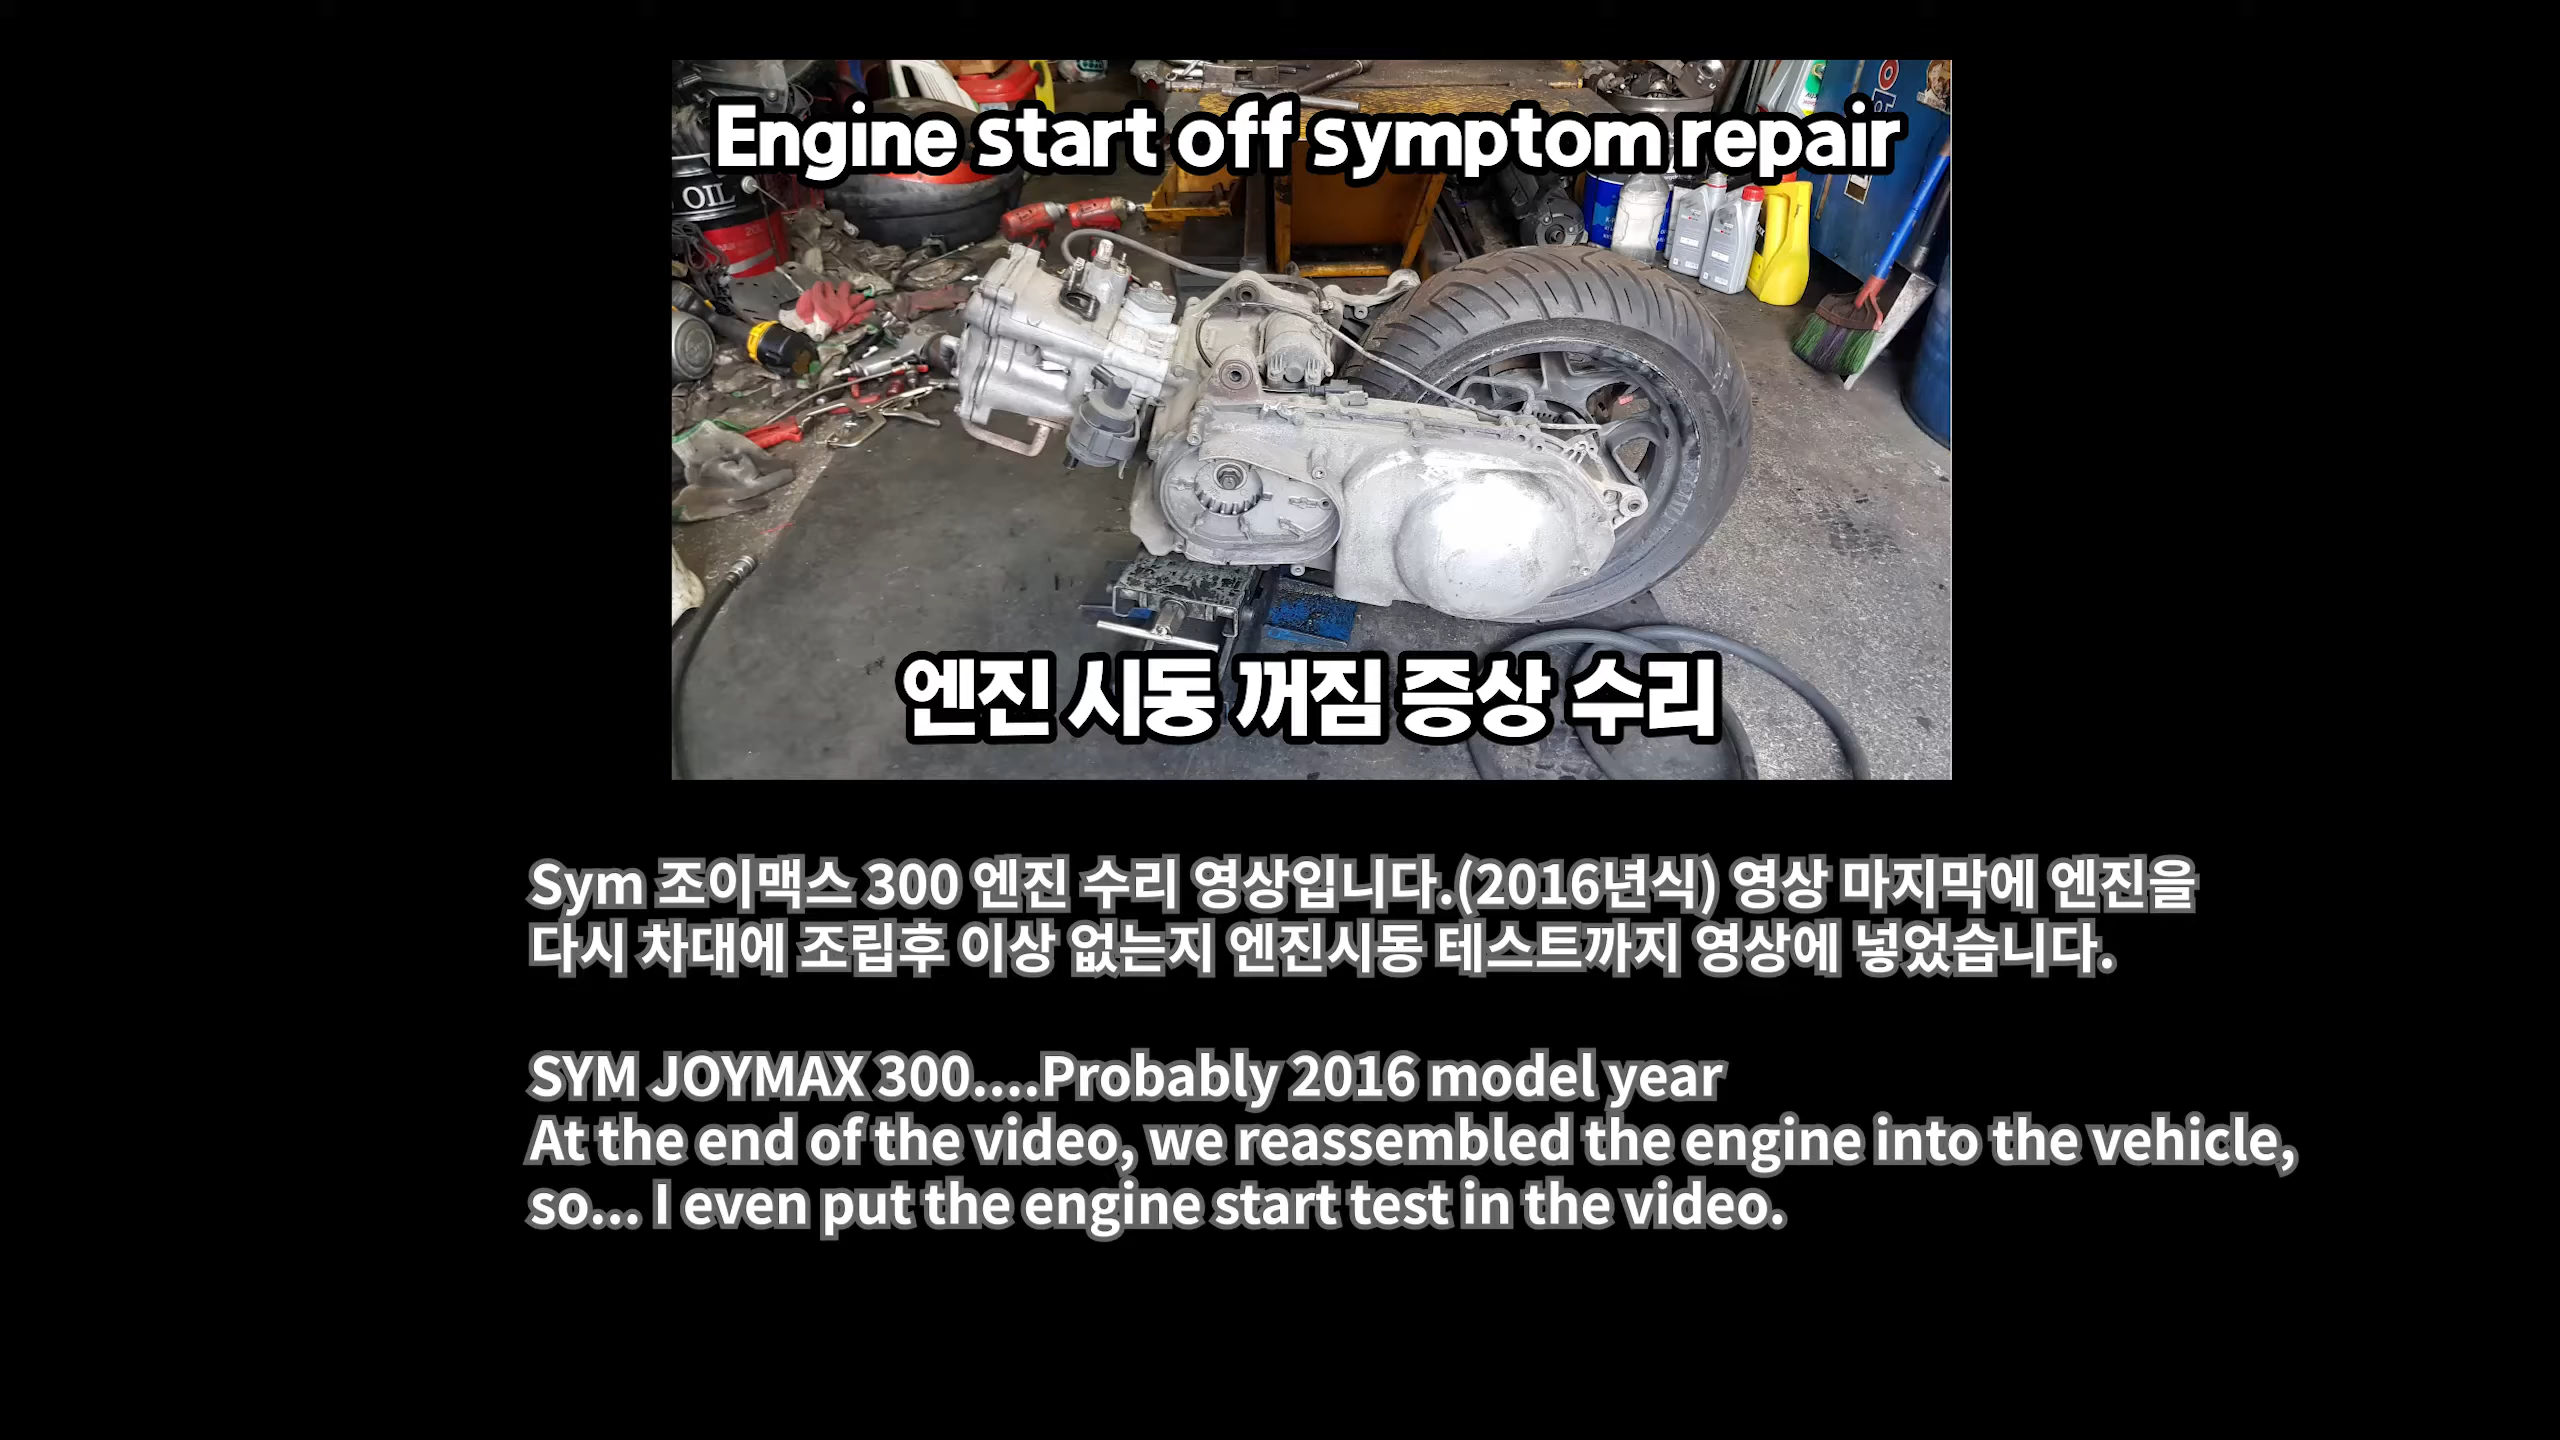 Engine start off symptom repair
OIL
엔진 시동 꺼짐 증상 수리
Sym 조이맥스 300 엔진 수리 영상입니다.(2016년식) 영상 마지막에 엔진을
다시 차대에 조립후 이상 없는지 엔진시동 테스트까지 영상에 넣었습니다.
SYM JOYMAX 300....Probably 2016 model year
At the end of the video, we reassembled the engine into the vehicle,
so... I even put the engine start test in the video.